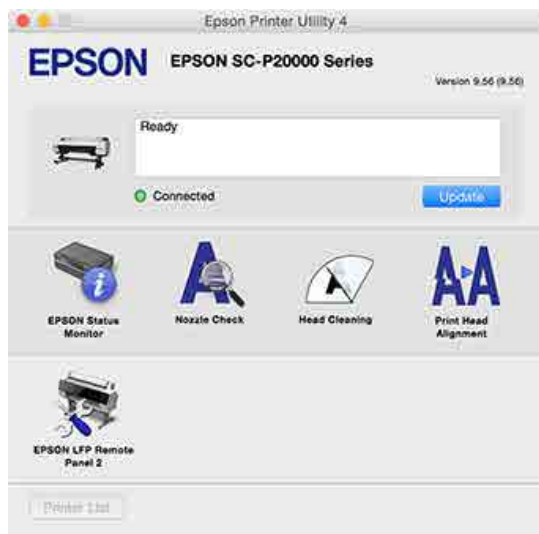 Epson Printer Utility 4
EPSON
EPSON SC-P20000 Series
Version 9.56 (9.56)
Ready
Connected
Update
EPSON Status
Monitor
Nozzle Check
Head Cleaning
Print Head
Alignment
EPSON LFP Remote
Panel 2
Printer List